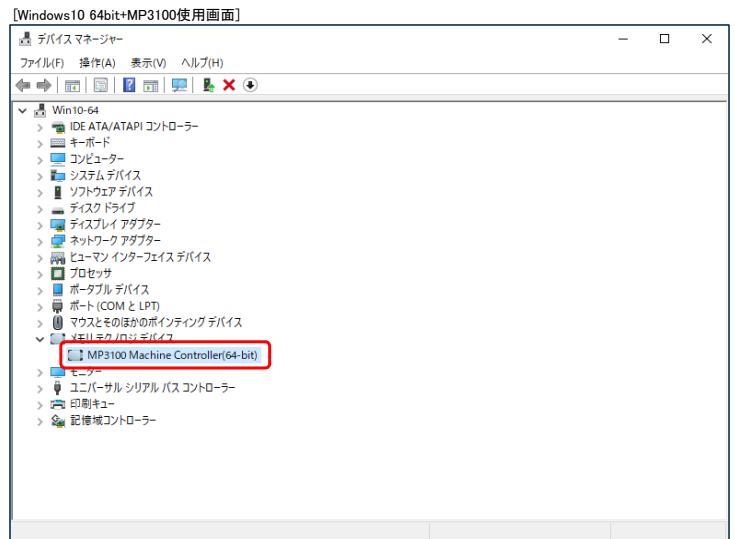 [Windows10 64bit+MP3100使用画面]
デバイス マネージャー
ファイル(F) 操作(A) 表示(V) ヘルプ(H)
Win10-64
IDE ATA/ATAPI コントローラー
キーボード
コンピューター
システム デバイス
ソフトウェア デバイス
ディスク ドライブ
ディスプレイ アダプター
ネットワーク アダプター
ヒューマン インターフェイス デバイス
プロセッサ
ポータブル デバイス
ポート (COM と LPT)
マウスとそのほかのポインティング デバイス
メモリ テクノロジ デバイス
MP3100 Machine Controller(64-bit)
モニター
ユニバーサル シリアル バス コントローラー
印刷キュー
記憶域コントローラー